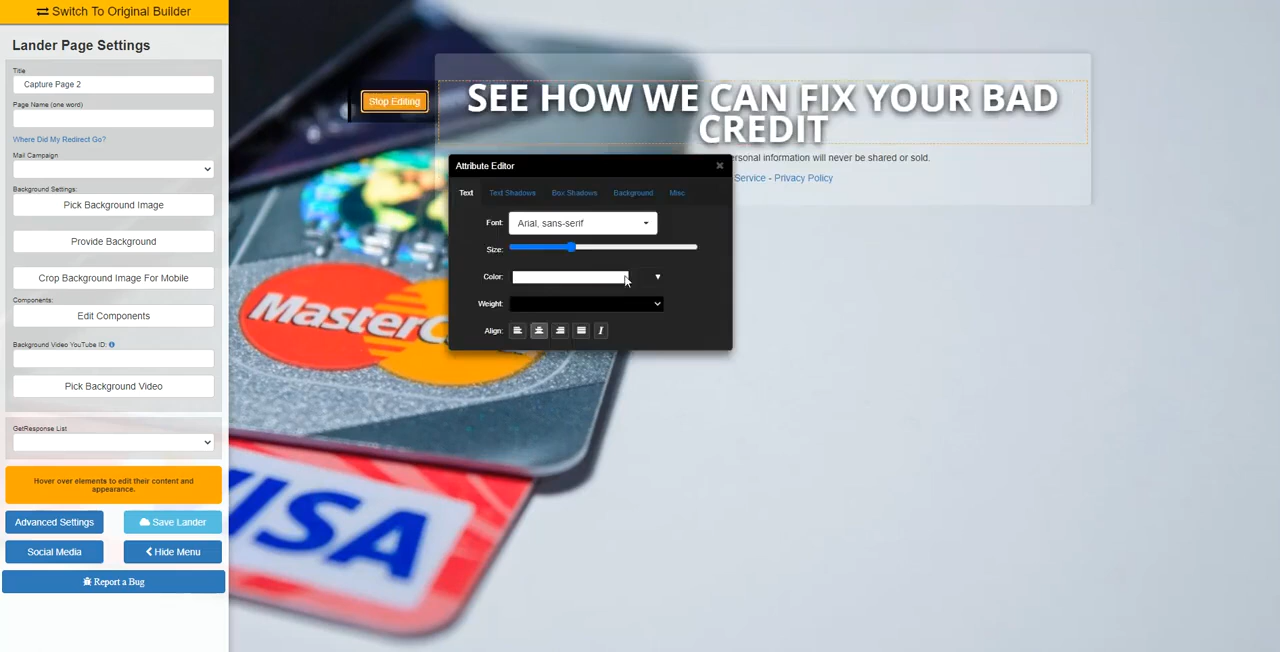 Switch To Original Builder
Lander Page Settings
Title
Capture Page 2
Page Name (one word)
Where Did My Redirect Go?
Mail Campaign
Background Settings:
Pick Background Image
Provide Background
Crop Background Image For Mobile
Components:
Edit Components
Background Video YouTube ID:
Pick Background Video
GetResponse List
Hover over elements to edit their content and
appearance.
Advanced Settings
Save Lander
Social Media
Hide Menu
Report a Bug
Stop Editing
SEE HOW WE CAN FIX YOUR BAD
CREDIT
personal information will never be shared or sold.
Service - Privacy Policy
Attribute Editor
Text
Text Shadows
Box Shadows
Background
Misc
Font:
Arial, sans-serif
Size:
Color:
Weight:
Align:
I
MasterC
VISA